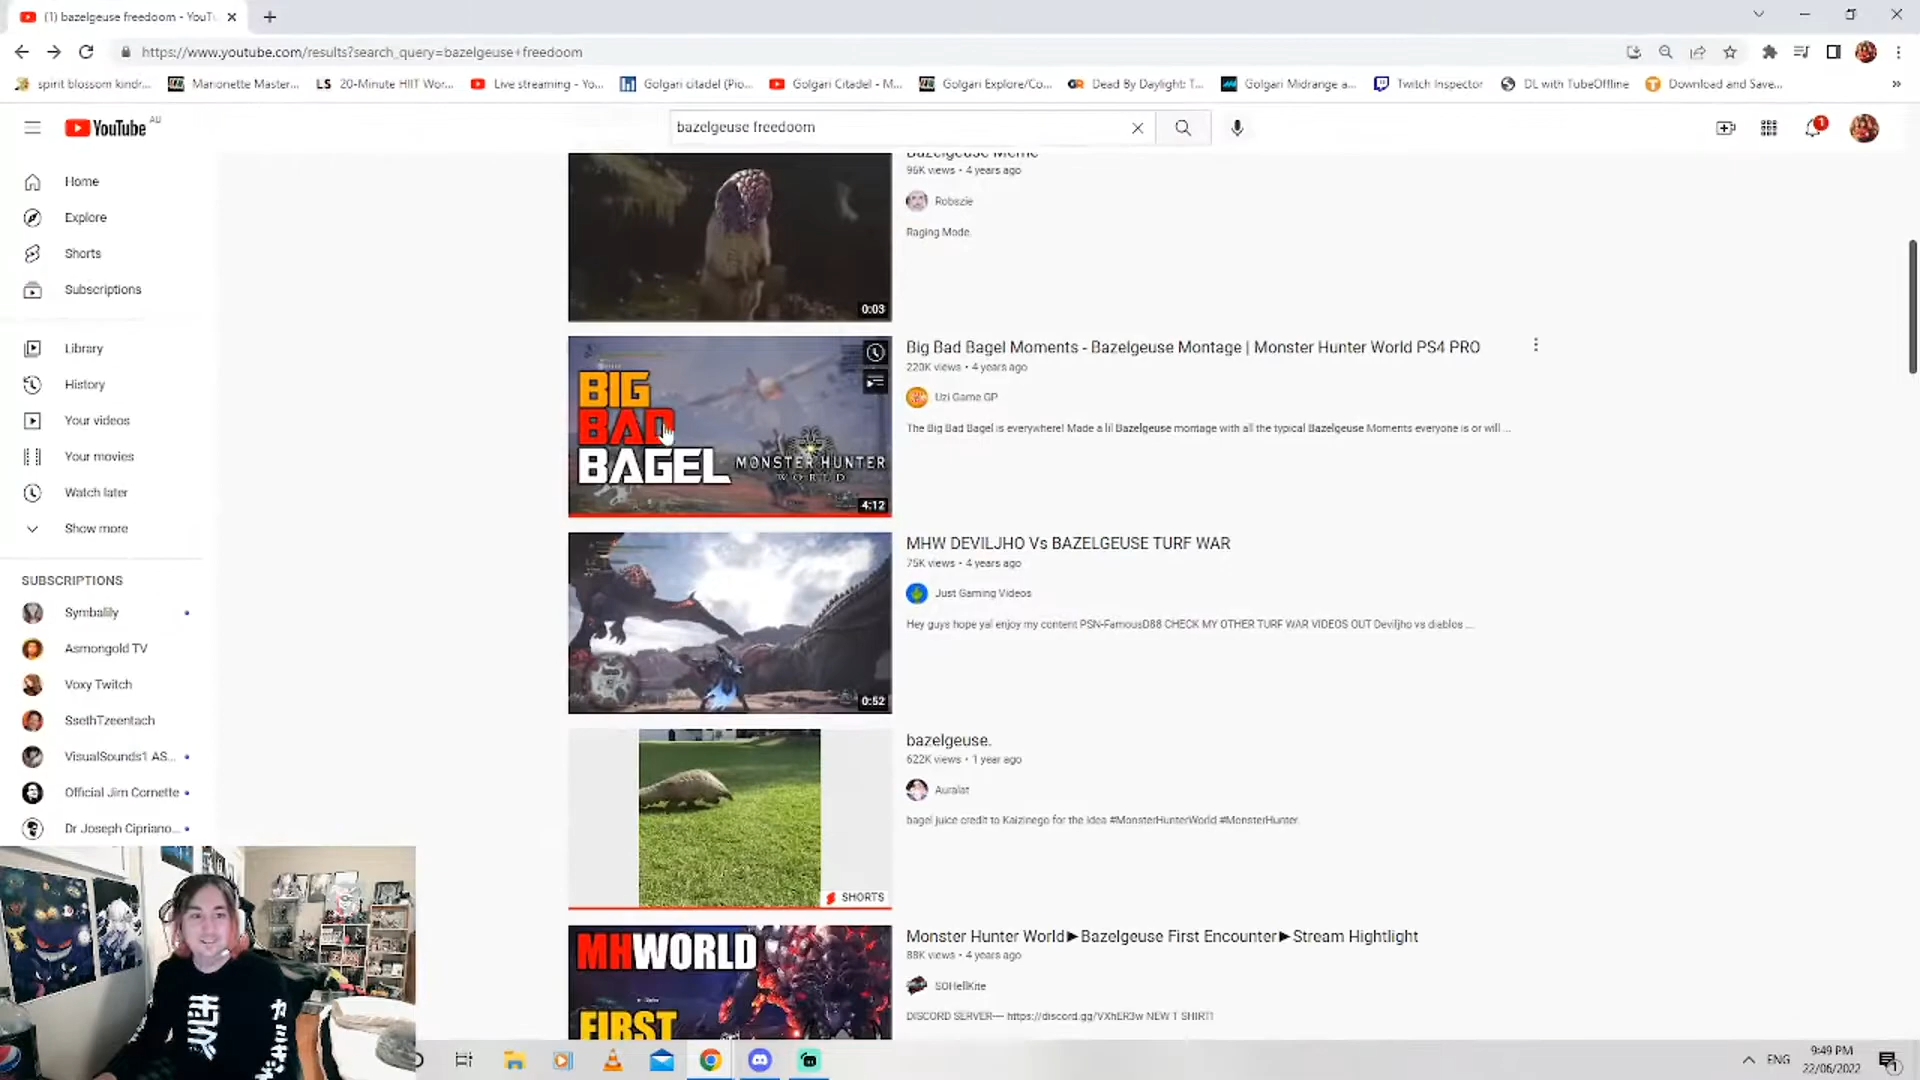 (1) bazelgeuse freedoom - YouT
https://www.youtube.com/results?search_query=bazelgeuse+freedoom
spirit blossom kindr... Marionette Master... LS 20-Minute HIIT Wor... Live streaming - Yo... Golgari citadel (Pio... Golgari Citadel - M... Golgari Explore/Co... Dead By Daylight: T... Golgari Midrange a... Twitch Inspector DL with TubeOffline Download and Save... »
YouTube AU
bazelgeuse freedoom
1
Home
Explore
Shorts
Subscriptions
Library
History
Your videos
Your movies
Watch later
Show more
SUBSCRIPTIONS
Symbalily
Asmongold TV
Voxy Twitch
SsethTzeentach
VisualSounds1 AS...
Official Jim Cornette
Dr Joseph Cipriano...
Bazelgeuse Meme
96K views • 4 years ago
Robszie
Raging Mode.
0:03
BIG
BAD
BAGEL
MONSTER HUNTER
WORLD
4:12
Big Bad Bagel Moments - Bazelgeuse Montage | Monster Hunter World PS4 PRO
220K views • 4 years ago
Uzi Game GP
The Big Bad Bagel is everywhere! Made a lil Bazelgeuse montage with all the typical Bazelgeuse Moments everyone is or will ...
0:52
MHW DEVILJHO Vs BAZELGEUSE TURF WAR
75K views • 4 years ago
Just Gaming Videos
Hey guys hope yal enjoy my content PSN-FamousD88 CHECK MY OTHER TURF WAR VIDEOS OUT Deviljho vs diablos ...
SHORTS
bazelgeuse.
622K views • 1 year ago
Auralat
bagel juice credit to Kaizinego for the idea #MonsterHunterWorld #MonsterHunter
MHWORLD
FIRST
Monster Hunter World►Bazelgeuse First Encounter►Stream Hightlight
88K views • 4 years ago
SOHellKite
DISCORD SERVER— https://discord.gg/VXhER3w NEW T SHIRT!
ENG
9:49 PM
22/06/2022
1